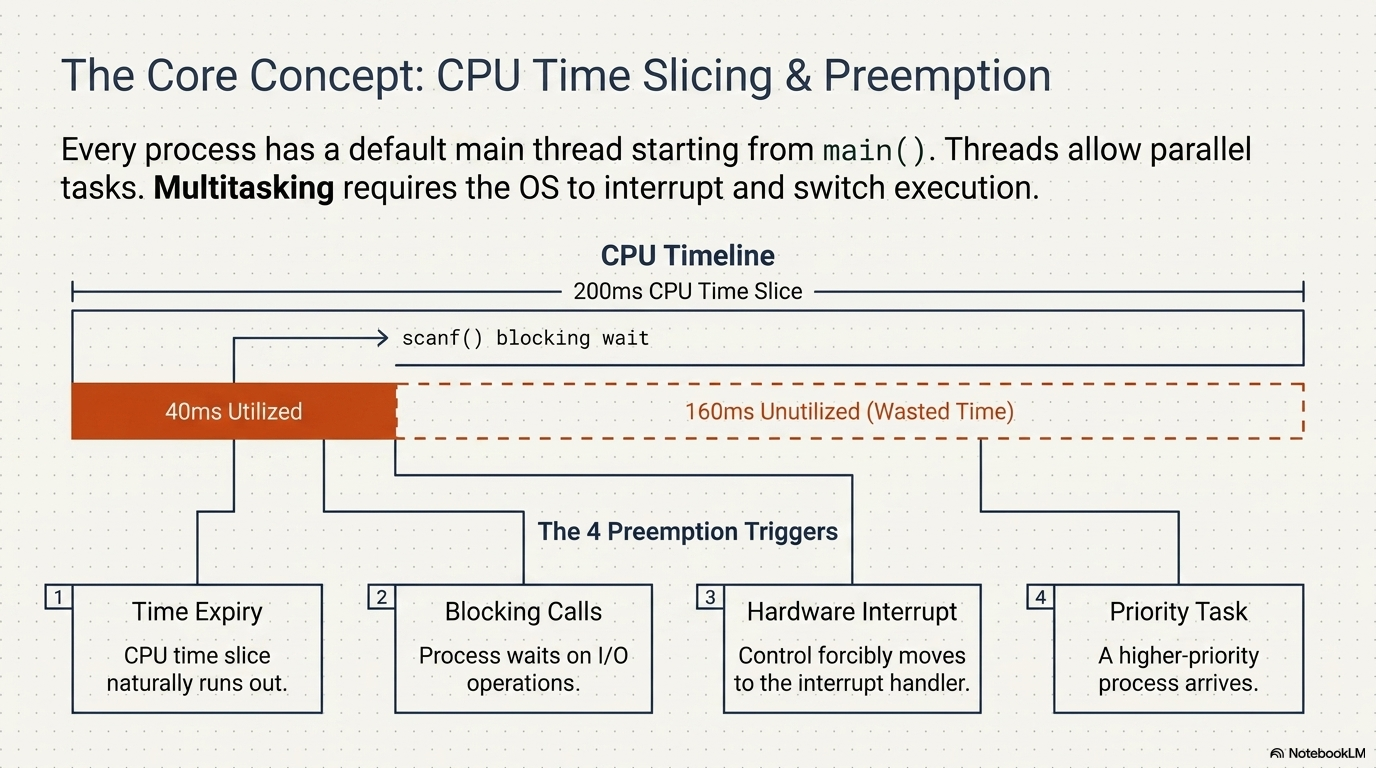 The Core Concept: CPU Time Slicing & Preemption
Every process has a default main thread starting from main(). Threads allow parallel
tasks. Multitasking requires the OS to interrupt and switch execution.
CPU Timeline
200ms CPU Time Slice
scanf() blocking wait
40ms Utilized
160ms Unutilized (Wasted Time)
The 4 Preemption Triggers
1
Time Expiry
CPU time slice
naturally runs out.
2
Blocking Calls
Process waits on I/O
operations.
3
Hardware Interrupt
Control forcibly moves
to the interrupt handler.
4
Priority Task
A higher-priority
process arrives.
NotebookLM